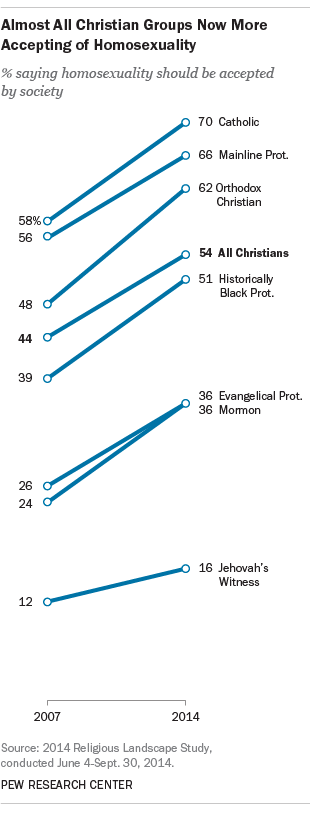 Almost All Christian Groups Now More
Accepting of Homosexuality
% saying homosexuality should be accepted
by society
70 Catholic
66 Mainline Prot.
62 Orthodox
Christian
58%
56
54 All Christians
51 Historically
Black Prot.
48
44
39
36 Evangelical Prot.
36 Mormon
26
24
16 Jehovah's
Witness
12
2007 2014
Source: 2014 Religious Landscape Study,
conducted June 4-Sept. 30, 2014.
PEW RESEARCH CENTER